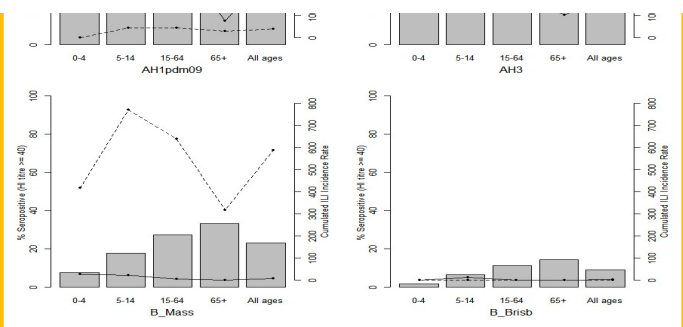 0 0-4 5-14 15-64 65+ All ages 0 10
AH1pdm09
0 0-4 5-14 15-64 65+ All ages 0 10
AH3
% Seropositive (HI titre >= 40)
0 20 40 60 80 100
0-4 5-14 15-64 65+ All ages
B_Mass
0 100 200 300 400 500 600 700 800
Cumulated ILI Incidence Rate
% Seropositive (HI titre >= 40)
0 20 40 60 80 100
0-4 5-14 15-64 65+ All ages
B_Brisb
0 100 200 300 400 500 600 700 800
Cumulated ILI Incidence Rate